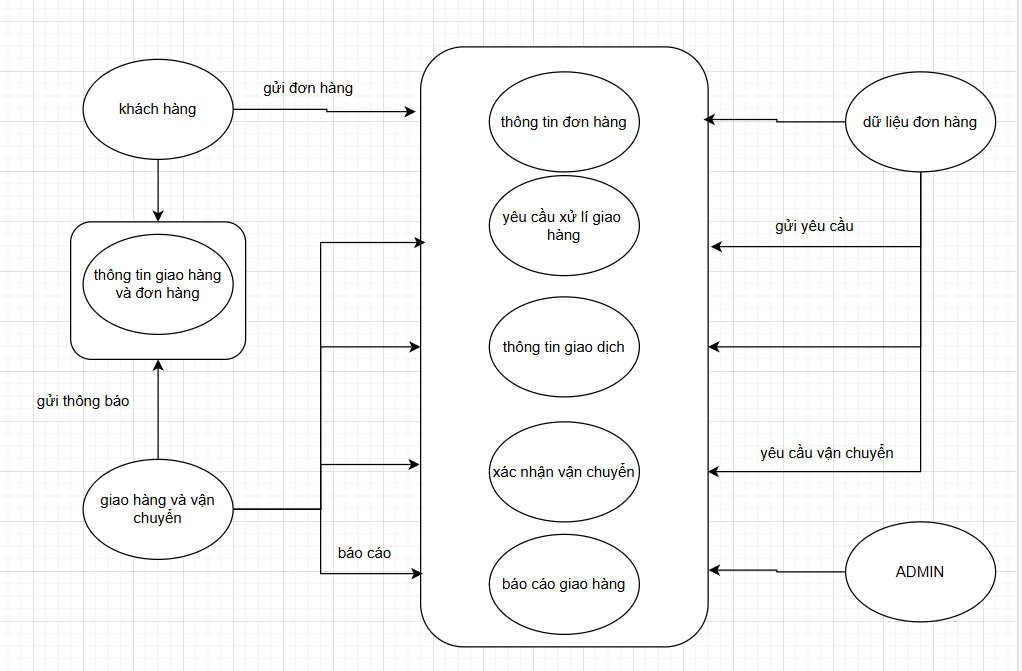 gửi đơn hàng
khách hàng
thông tin đơn hàng
dữ liệu đơn hàng
yêu cầu xử lí giao
hàng
gửi yêu cầu
thông tin giao hàng
và đơn hàng
thông tin giao dịch
gửi thông báo
yêu cầu vận chuyển
xác nhận vận chuyển
giao hàng và vận
chuyển
báo cáo
báo cáo giao hàng
ADMIN